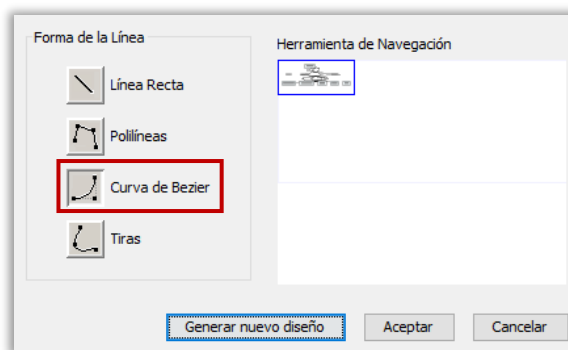 Forma de la Línea
Línea Recta
Polilíneas
Curva de Bezier
Tiras
Herramienta de Navegación
Generar nuevo diseño
Aceptar
Cancelar